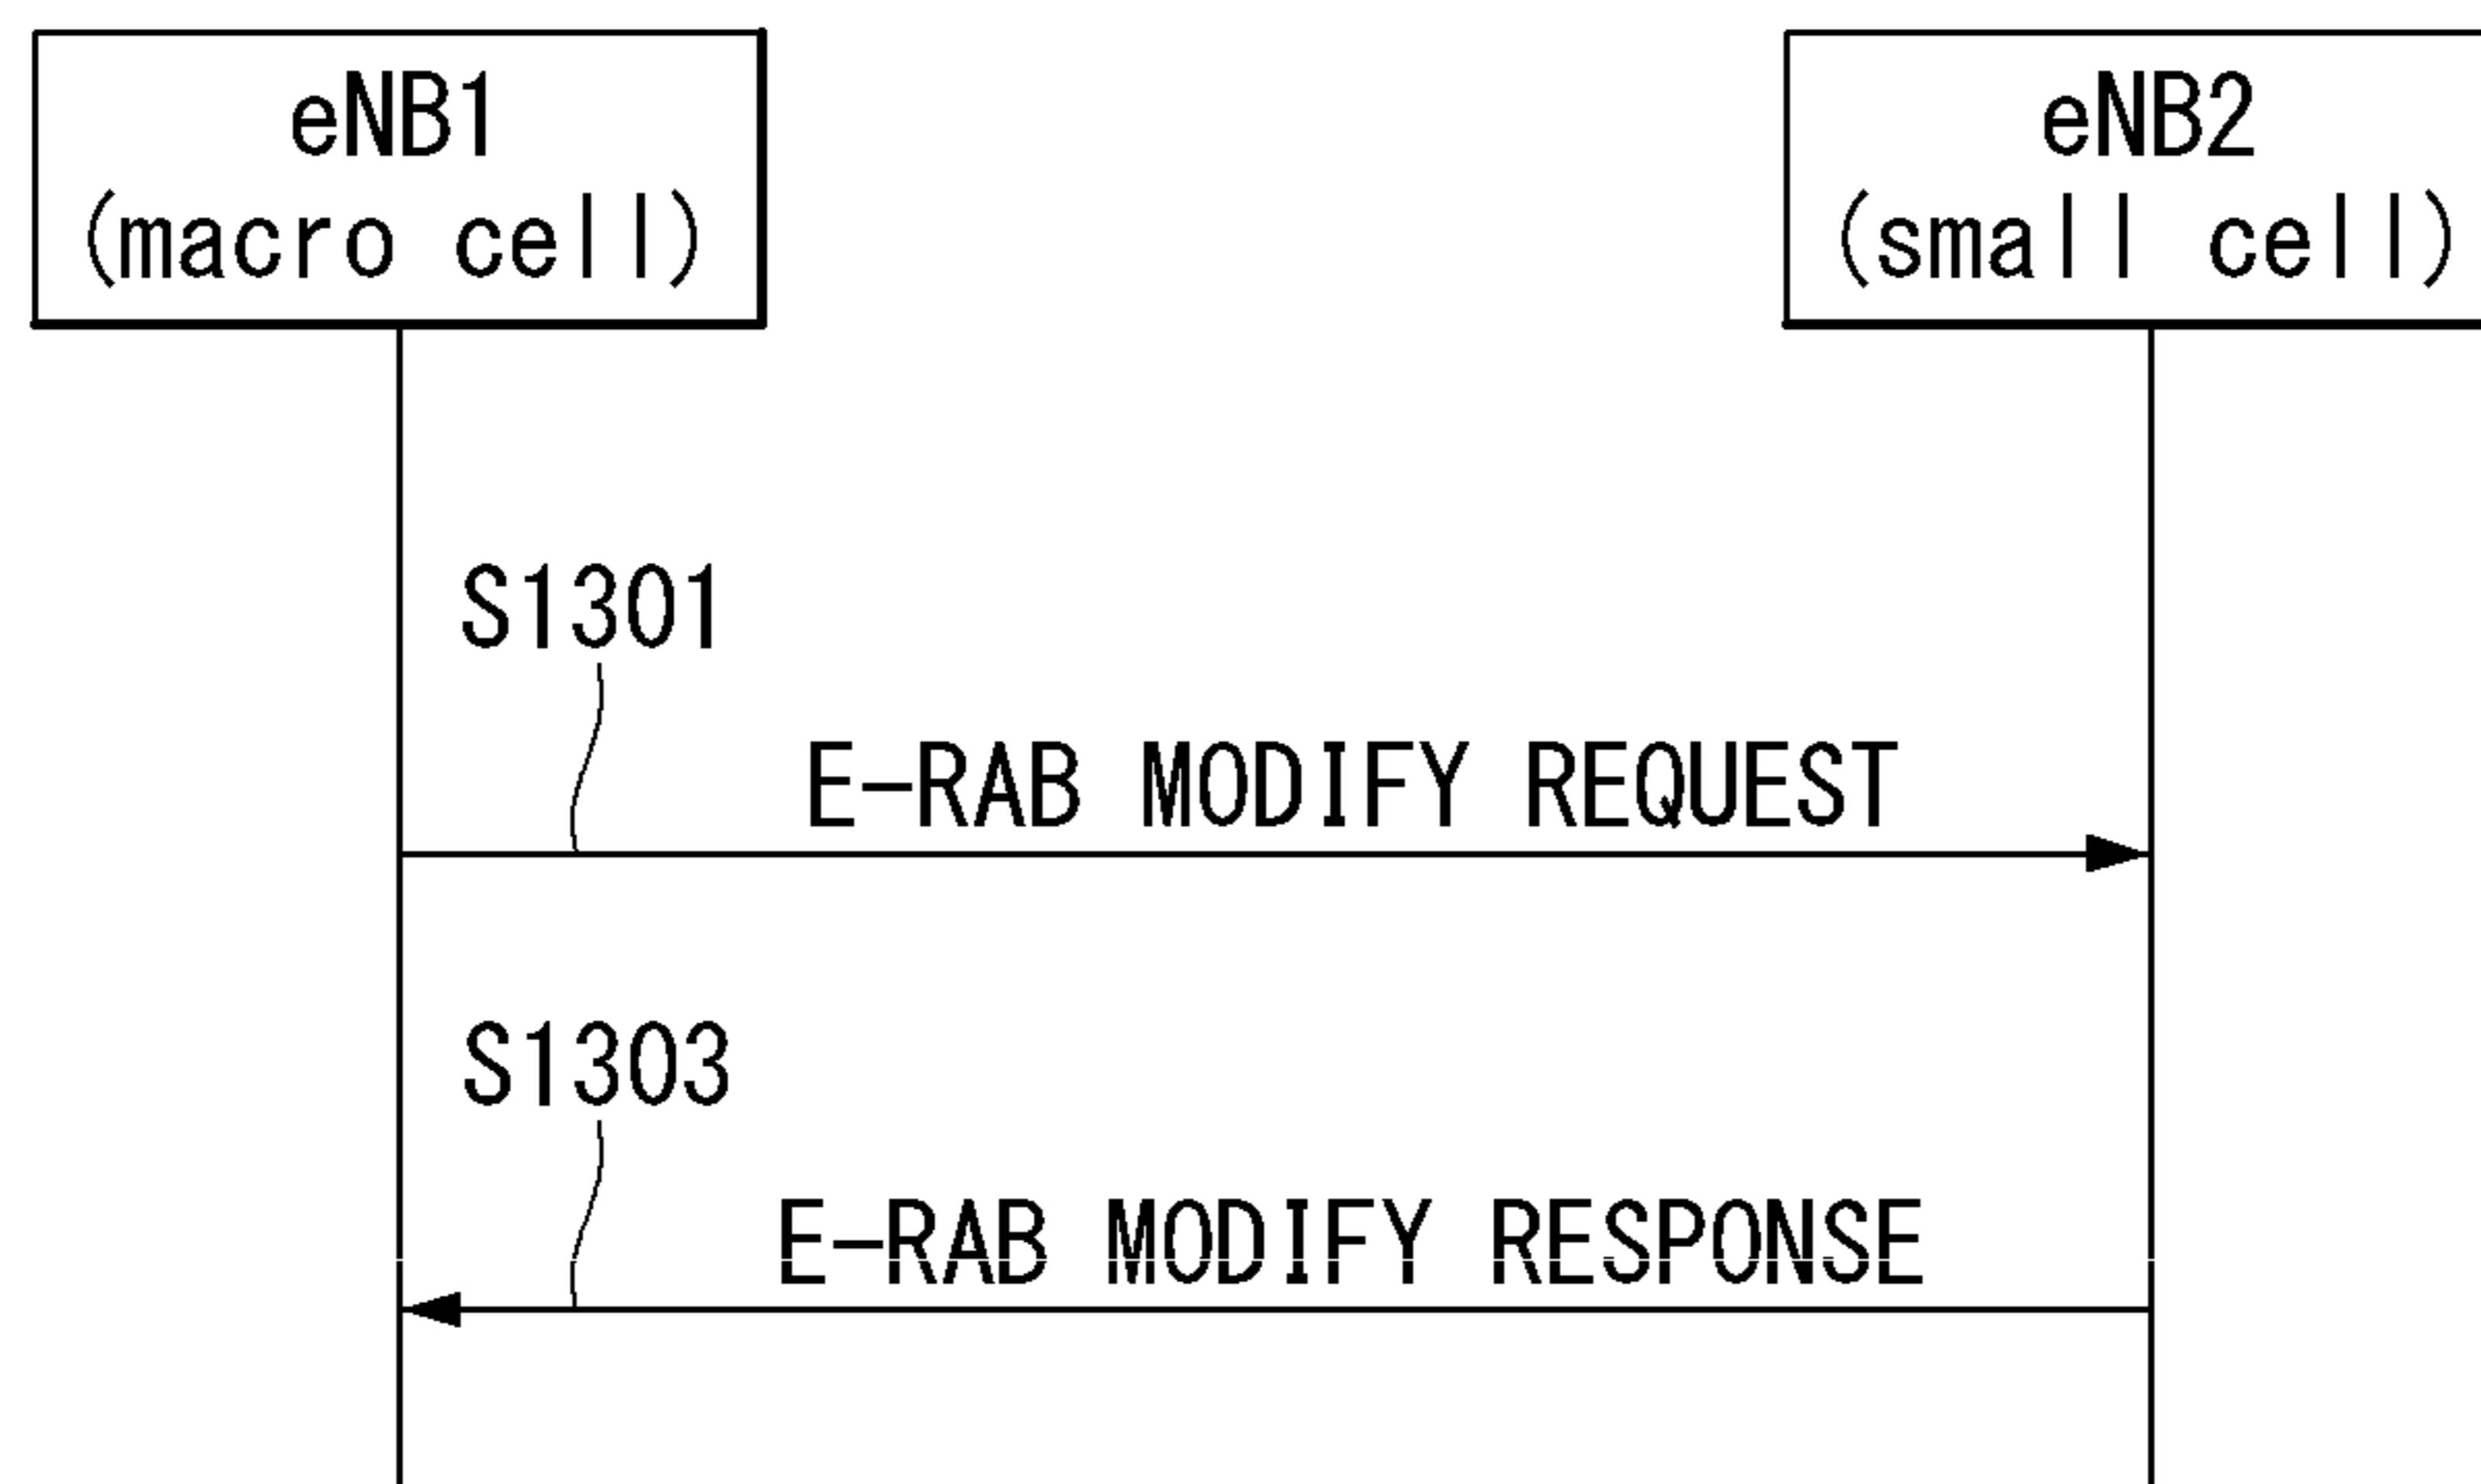 eNB1
(macro cell)
eNB2
(small cell)
S1301
E-RAB MODIFY REQUEST
S1303
E-RAB MODIFY RESPONSE